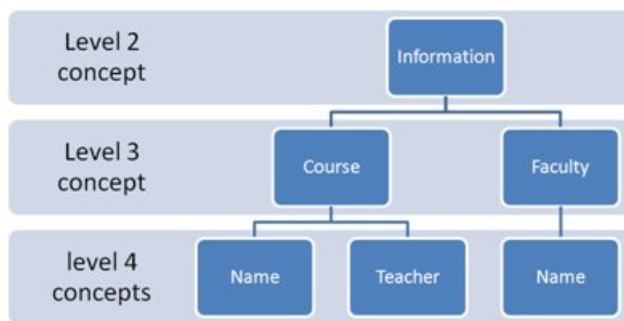 Level 2
concept
Information
Level 3
concept
Course
Faculty
level 4
concepts
Name
Teacher
Name